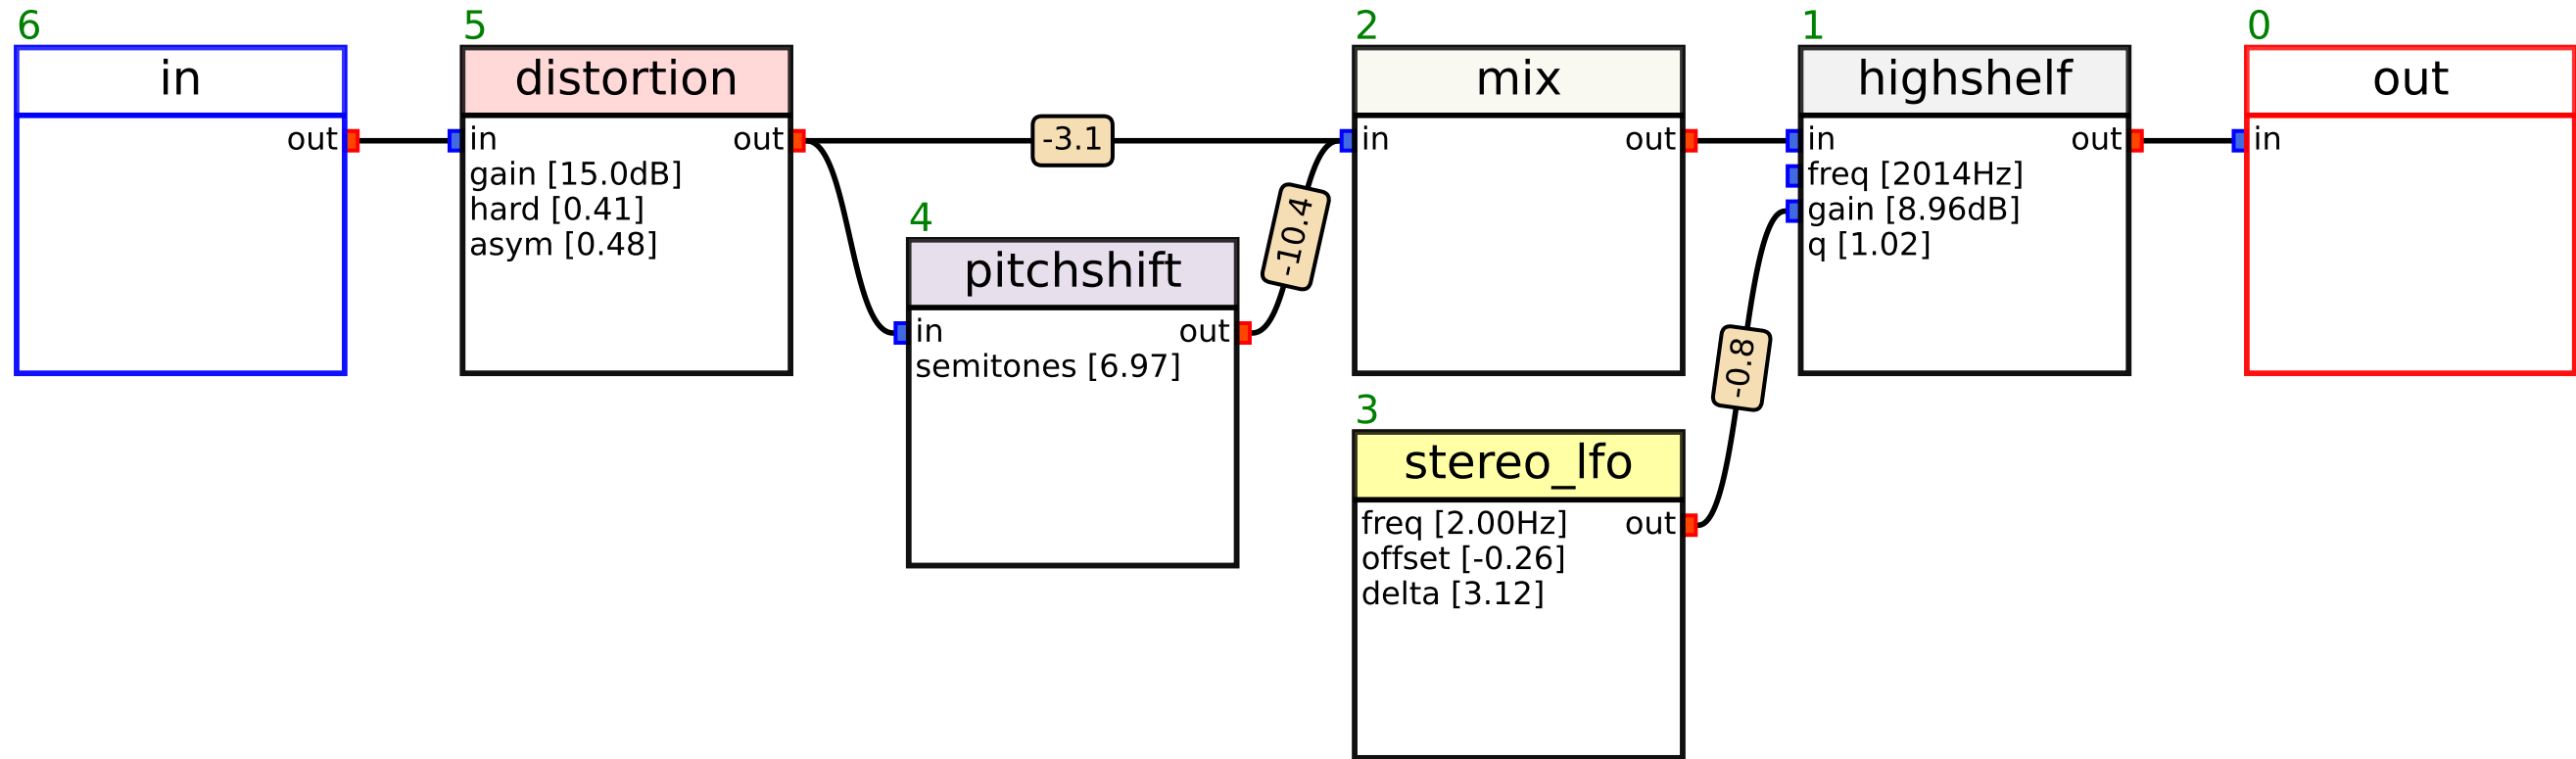 6
in
out
5
distortion
in
out
gain [15.0dB]
hard [0.41]
asym [0.48]
-3.1
4
pitchshift
in
out
semitones [6.97]
-10.4
2
mix
in
out
3
stereo_lfo
freq [2.00Hz]
out
offset [-0.26]
delta [3.12]
-0.8
1
highshelf
in
out
freq [2014Hz]
gain [8.96dB]
q [1.02]
0
out
in